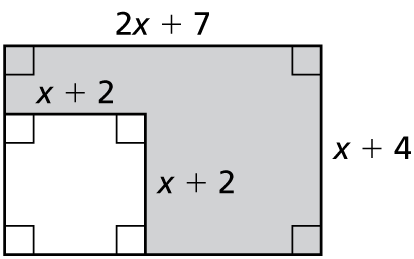 2x + 7
x + 2
x + 2
x + 4